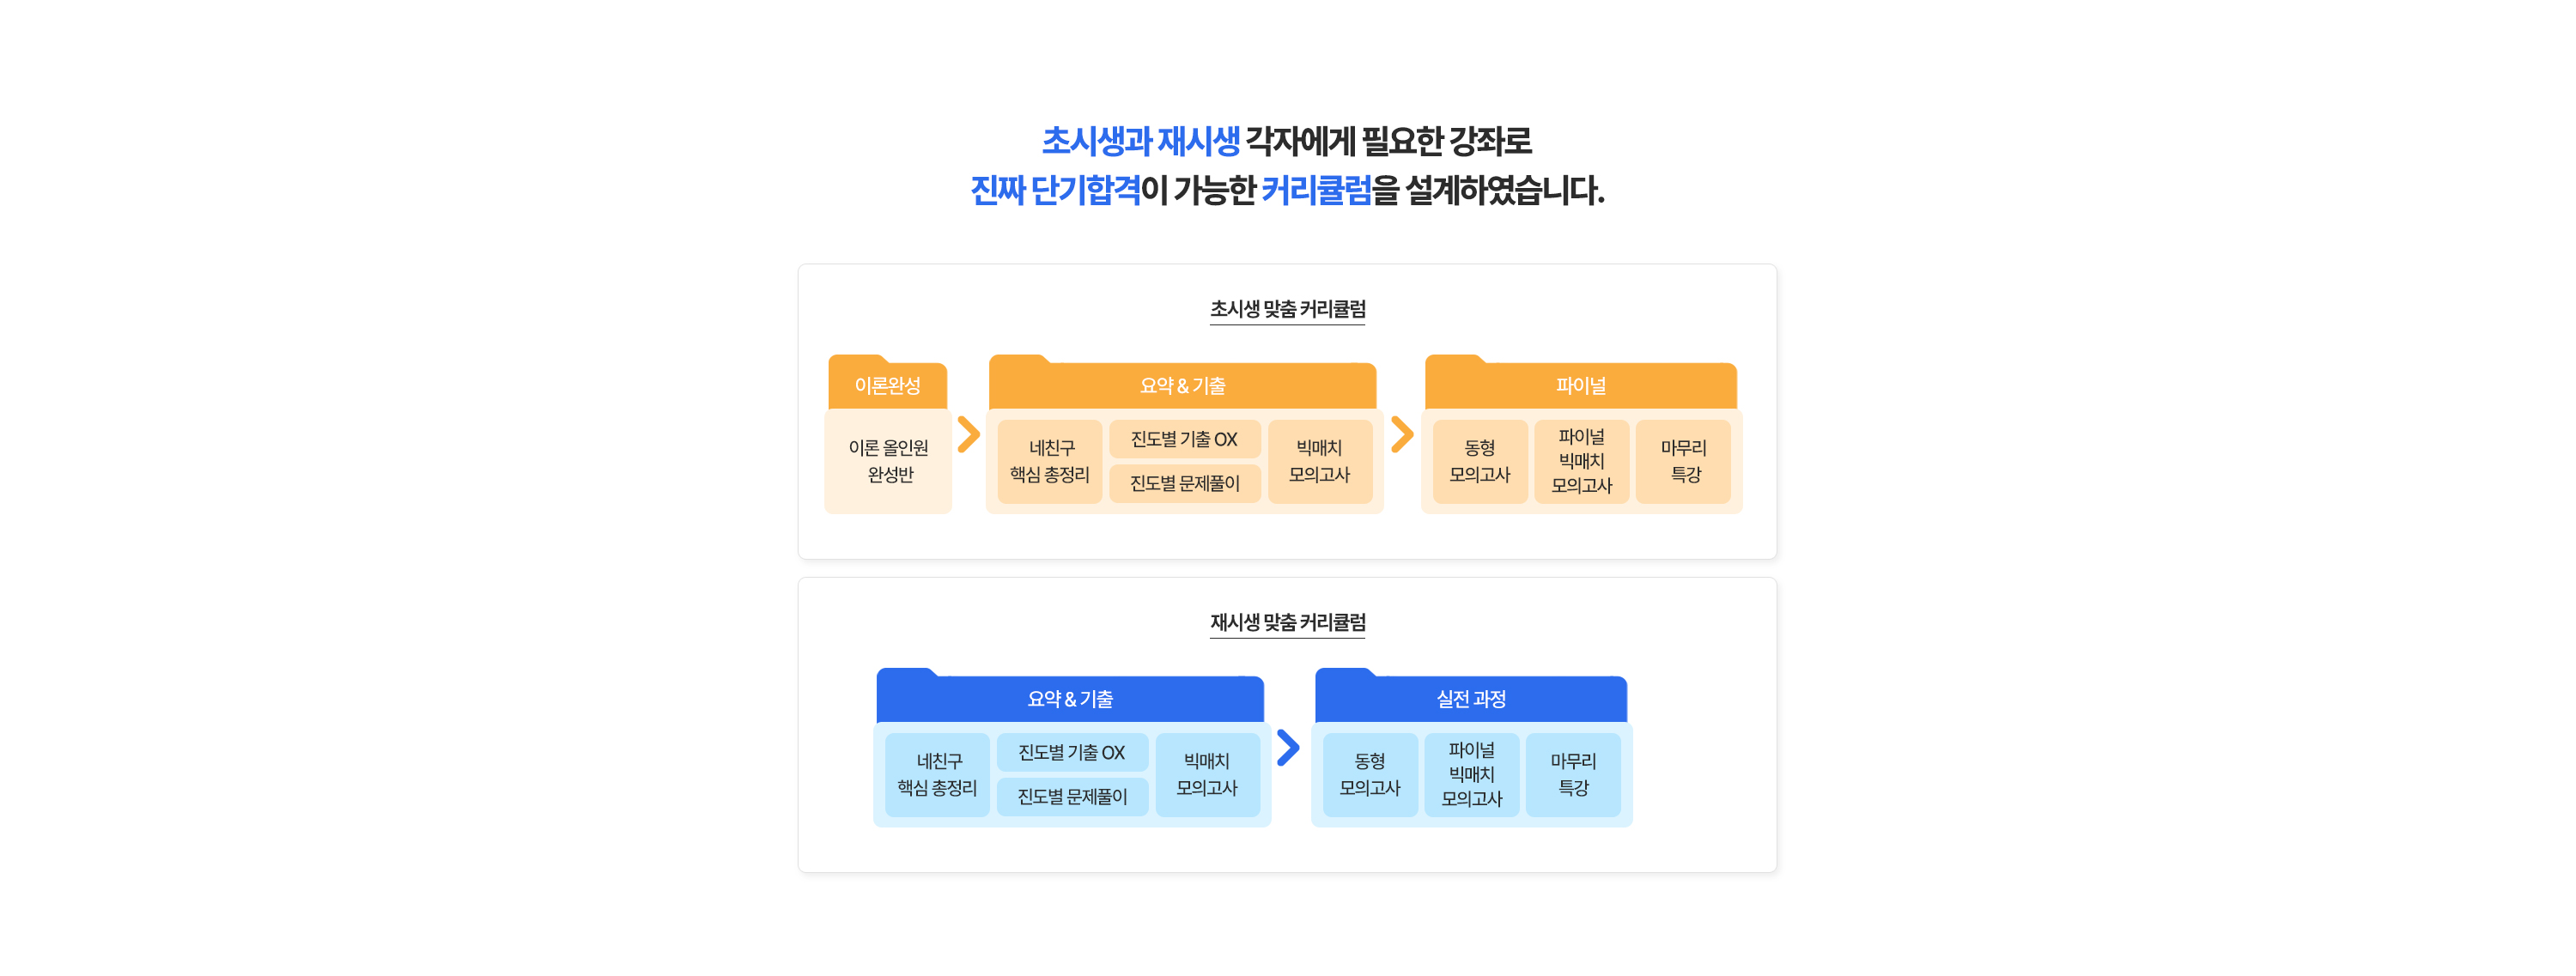 초시생과 재시생 각자에게 필요한 강좌로
진짜 단기합격이 가능한 커리큘럼을 설계하였습니다.
초시생 맞춤 커리큘럼
이론완성
이론 올인원
완성반
요약 & 기출
네친구
핵심 총정리
진도별 기출 OX
진도별 문제풀이
빅매치
모의고사
파이널
동형
모의고사
파이널
빅매치
모의고사
마무리
특강
재시생 맞춤 커리큘럼
요약 & 기출
네친구
핵심 총정리
진도별 기출 OX
진도별 문제풀이
빅매치
모의고사
실전 과정
동형
모의고사
파이널
빅매치
모의고사
마무리
특강